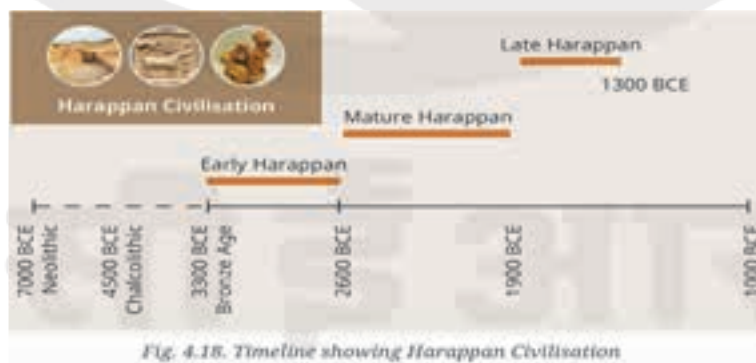 Harappan Civilisation
Late Harappan
1300 BCE
Mature Harappan
Early Harappan
7000 BCE
Neolithic
4500 BCE
Chalcolithic
3300 BCE
Bronze Age
2600 BCE
1900 BCE
1000 BCE
Fig. 4.18. Timeline showing Harappan Civilisation